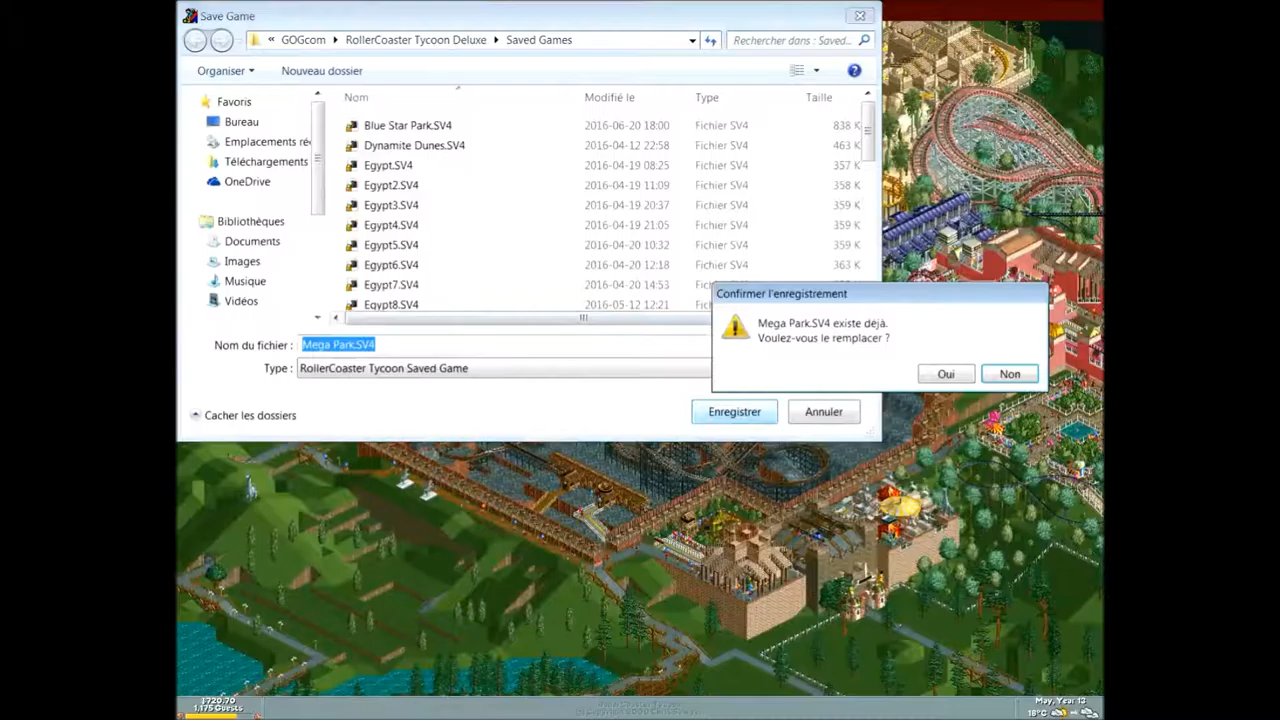 Save Game
« GOGcom RollerCoaster Tycoon Deluxe Saved Games
Rechercher dans : Saved...
Organiser Nouveau dossier
Nom Modifié le Type Taille
Favoris
Bureau
Emplacements ré
Téléchargements
OneDrive
Bibliothèques
Documents
Images
Musique
Vidéos
Blue Star Park.SV4 2016-06-20 18:00 Fichier SV4 838 K
Dynamite Dunes.SV4 2016-04-12 22:58 Fichier SV4 463 K
Egypt.SV4 2016-04-19 08:25 Fichier SV4 357 K
Egypt2.SV4 2016-04-19 11:09 Fichier SV4 358 K
Egypt3.SV4 2016-04-19 20:37 Fichier SV4 359 K
Egypt4.SV4 2016-04-19 21:05 Fichier SV4 359 K
Egypt5.SV4 2016-04-20 10:32 Fichier SV4 359 K
Egypt6.SV4 2016-04-20 12:18 Fichier SV4 363 K
Egypt7.SV4 2016-04-20 14:53 Fichier SV4
Egypt8.SV4 2016-05-12 12:21
Nom du fichier : Mega Park.SV4
Type : RollerCoaster Tycoon Saved Game
Cacher les dossiers
Enregistrer Annuler
Confirmer l'enregistrement
Mega Park.SV4 existe déjà.
Voulez-vous le remplacer ?
Oui Non
1,175 Guests
May, Year 13
18°C